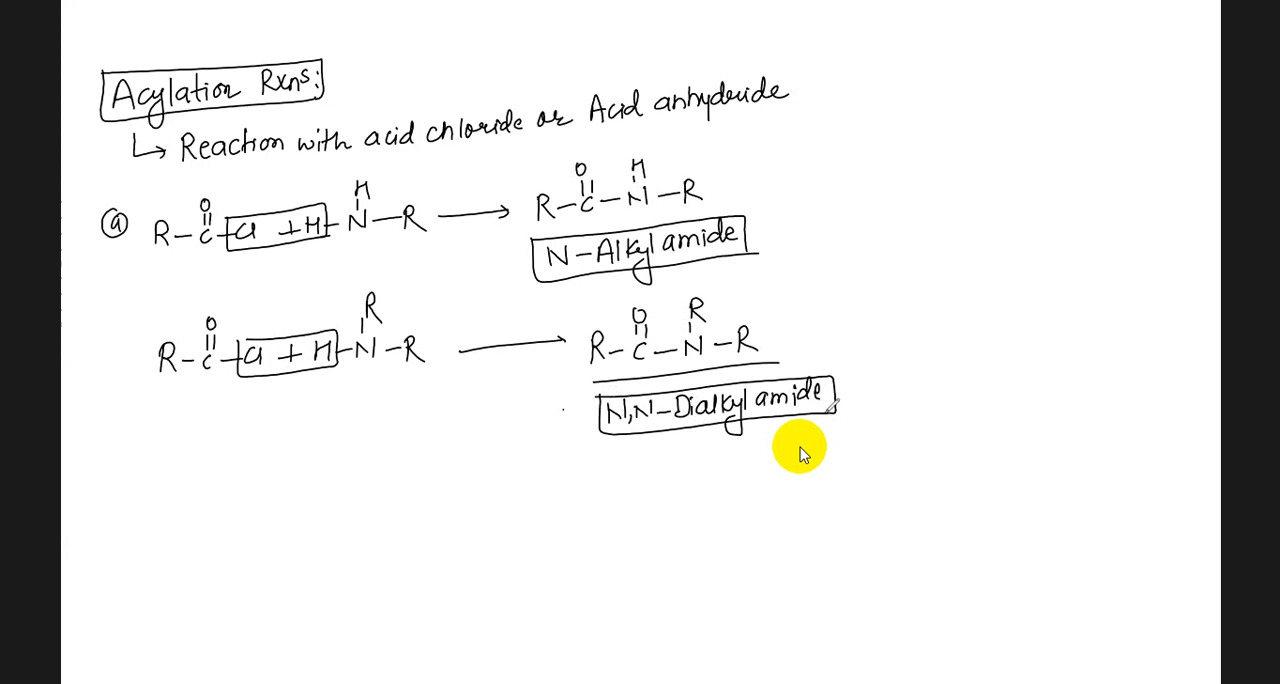 Acylation Rxns:
↳ Reaction with acid chloride or Acid anhydride
O H
O H
ⓐ R-C-Cl + H-N-R ⟶ R-C-N-R
N-Alkyl amide
O R O R
R-C-Cl + H-N-R ⟶ R-C-N-R
N,N-Dialkyl amide